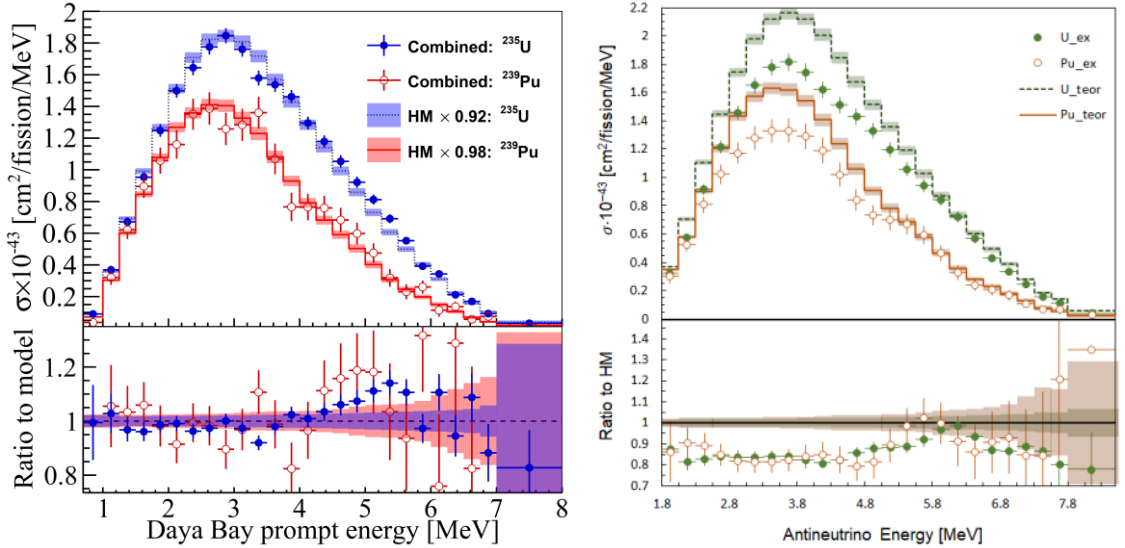 σ×10⁻⁴³ [cm²/fission/MeV]
2
1.8
1.6
1.4
1.2
1
0.8
0.6
0.4
0.2
Combined: ²³⁵U
Combined: ²³⁹Pu
HM × 0.92: ²³⁵U
HM × 0.98: ²³⁹Pu
Ratio to model
1.2
1
0.8
1 2 3 4 5 6 7 8
Daya Bay prompt energy [MeV]
σ·10⁻⁴³ [cm²/fission/MeV]
2.2
2
1.8
1.6
1.4
1.2
1
0.8
0.6
0.4
0.2
0
U_ex
Pu_ex
U_teor
Pu_teor
Ratio to HM
1.4
1.3
1.2
1.1
1
0.9
0.8
0.7
1.8 2.8 3.8 4.8 5.8 6.8 7.8
Antineutrino Energy [MeV]